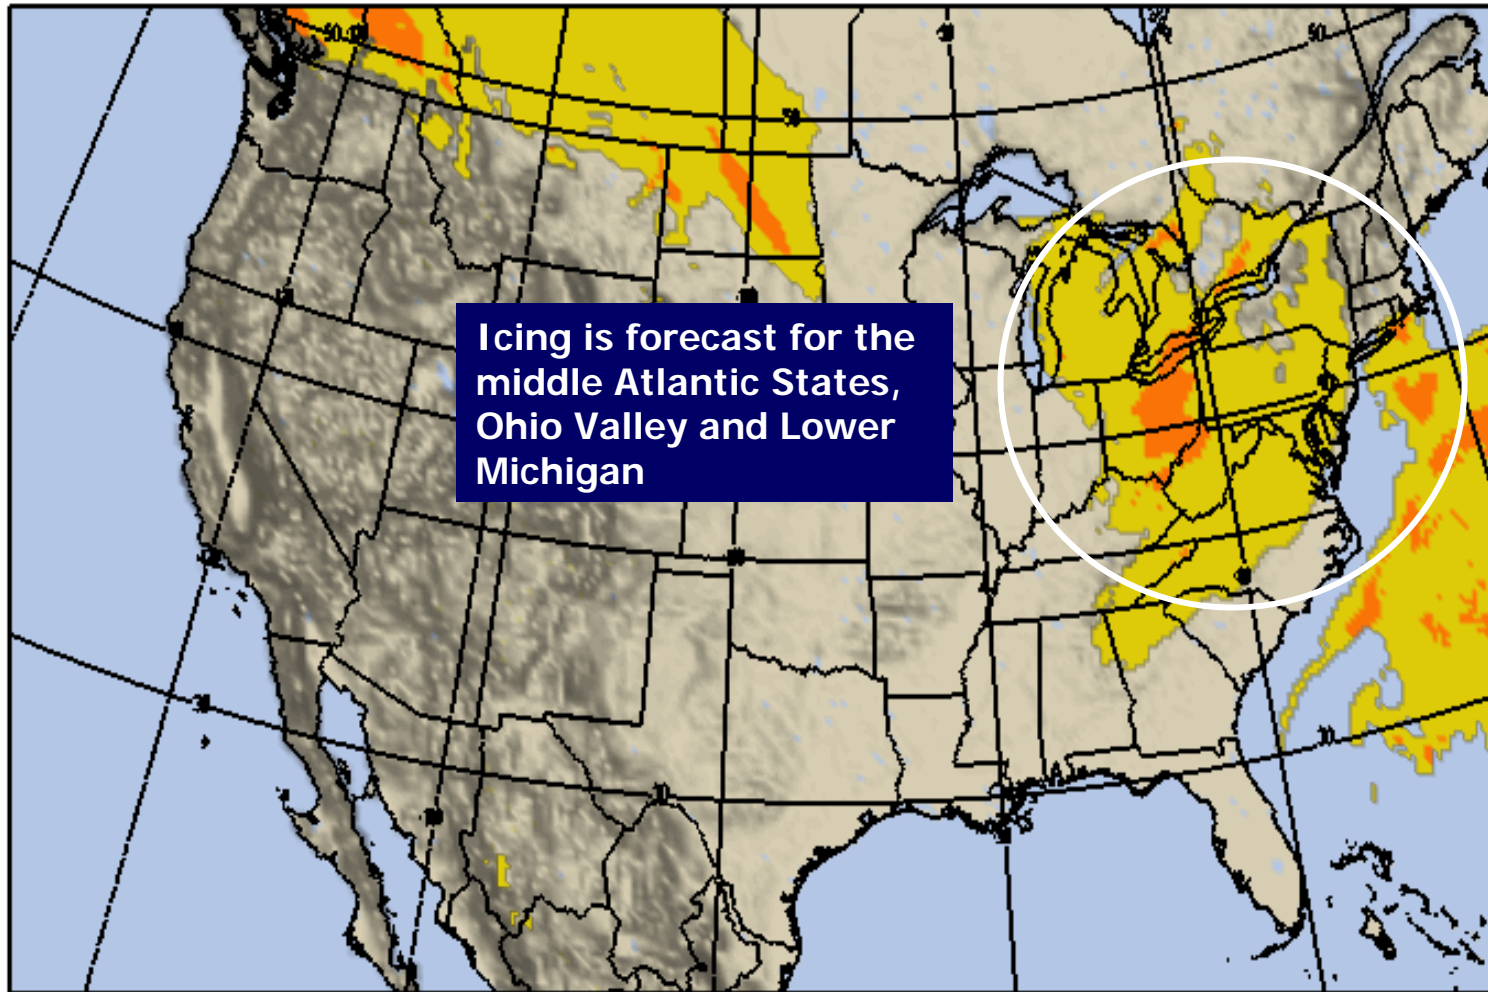 Icing is forecast for the
middle Atlantic States,
Ohio Valley and Lower
Michigan